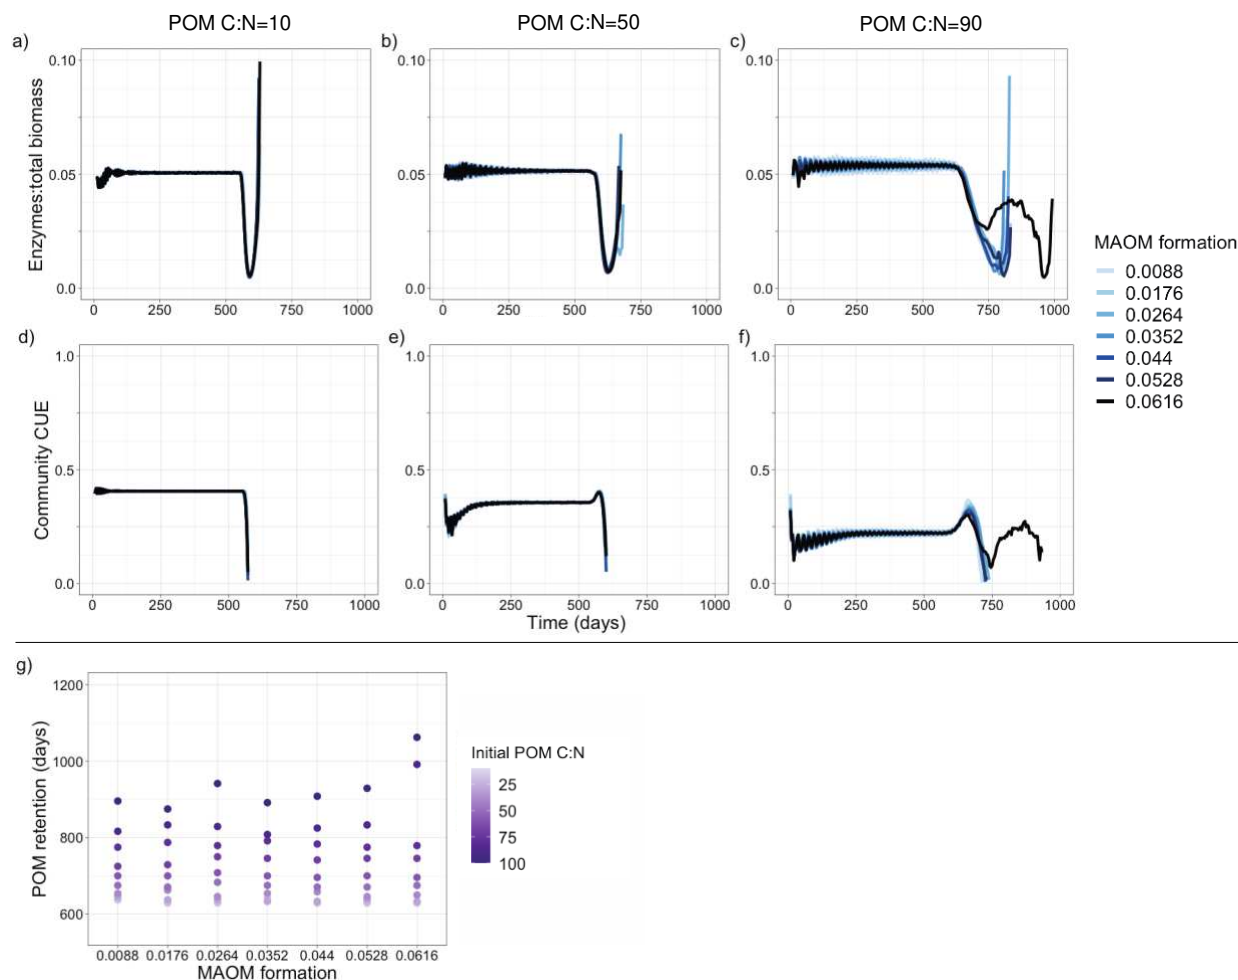 POM C:N=10 POM C:N=50 POM C:N=90
a) b) c)
Enzymes:total biomass
0.10 0.10 0.10
0.05 0.05 0.05
0.0 0.0 0.0
0 250 500 750 1000 0 250 500 750 1000 0 250 500 750 1000
MAOM formation
0.0088
0.0176
0.0264
0.0352
0.044
0.0528
0.0616
d) e) f)
Community CUE
1.0 1.0 1.0
0.5 0.5 0.5
0.0 0.0 0.0
0 250 500 750 1000 0 250 500 750 1000 0 250 500 750 1000
Time (days)
g)
POM retention (days)
1200
1000
800
600
0.0088 0.0176 0.0264 0.0352 0.044 0.0528 0.0616
MAOM formation
Initial POM C:N
25
50
75
100